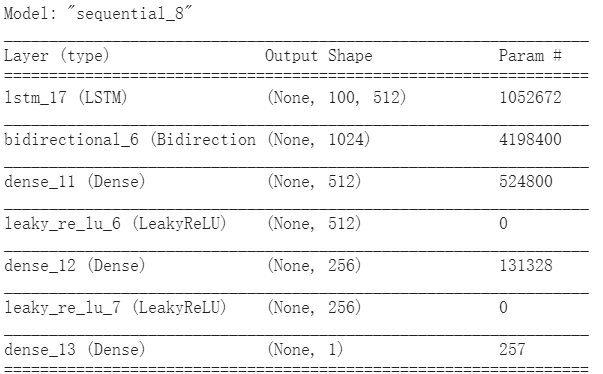 Model: "sequential_8"
Layer (type) Output Shape Param #
lstm_17 (LSTM) (None, 100, 512) 1052672
bidirectional_6 (Bidirection (None, 1024) 4198400
dense_11 (Dense) (None, 512) 524800
leaky_re_lu_6 (LeakyReLU) (None, 512) 0
dense_12 (Dense) (None, 256) 131328
leaky_re_lu_7 (LeakyReLU) (None, 256) 0
dense_13 (Dense) (None, 1) 257